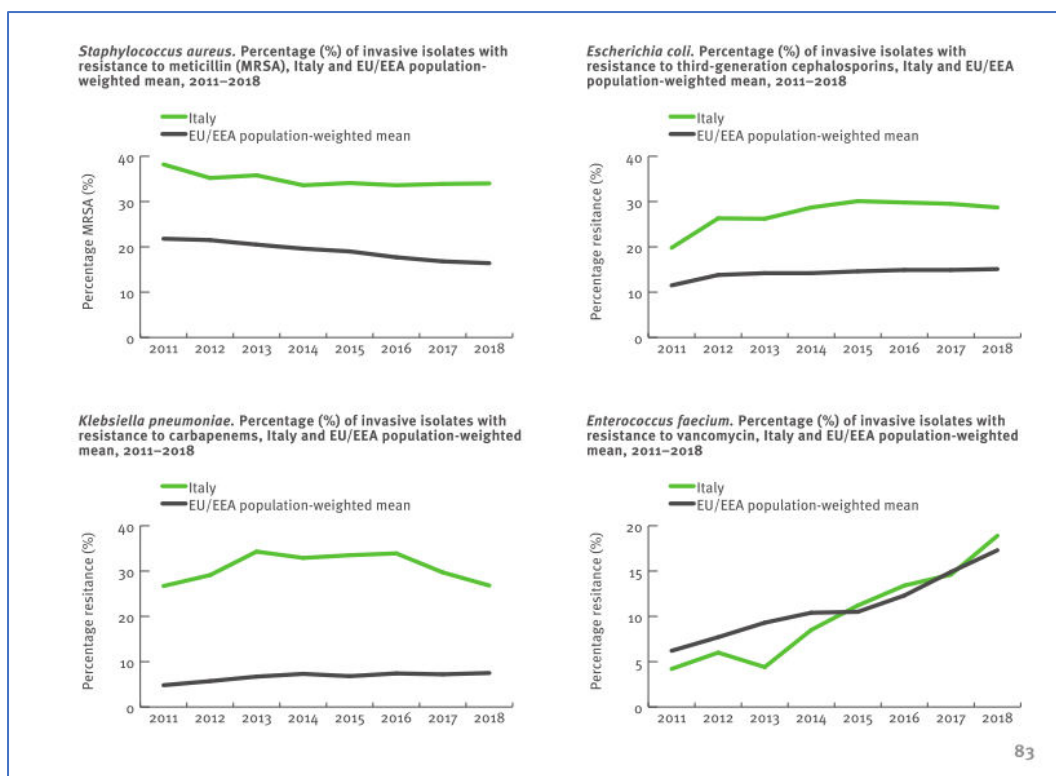 Staphylococcus aureus. Percentage (%) of invasive isolates with
resistance to meticillin (MRSA), Italy and EU/EEA population-
weighted mean, 2011–2018
Italy
EU/EEA population-weighted mean
Percentage MRSA (%)
40
30
20
10
0
2011 2012 2013 2014 2015 2016 2017 2018
Escherichia coli. Percentage (%) of invasive isolates with
resistance to third-generation cephalosporins, Italy and EU/EEA
population-weighted mean, 2011–2018
Italy
EU/EEA population-weighted mean
Percentage resitance (%)
40
30
20
10
0
2011 2012 2013 2014 2015 2016 2017 2018
Klebsiella pneumoniae. Percentage (%) of invasive isolates with
resistance to carbapenems, Italy and EU/EEA population-weighted
mean, 2011–2018
Italy
EU/EEA population-weighted mean
Percentage resitance (%)
40
30
20
10
0
2011 2012 2013 2014 2015 2016 2017 2018
Enterococcus faecium. Percentage (%) of invasive isolates with
resistance to vancomycin, Italy and EU/EEA population-weighted
mean, 2011–2018
Italy
EU/EEA population-weighted mean
Percentage resitance (%)
20
15
10
5
0
2011 2012 2013 2014 2015 2016 2017 2018
83